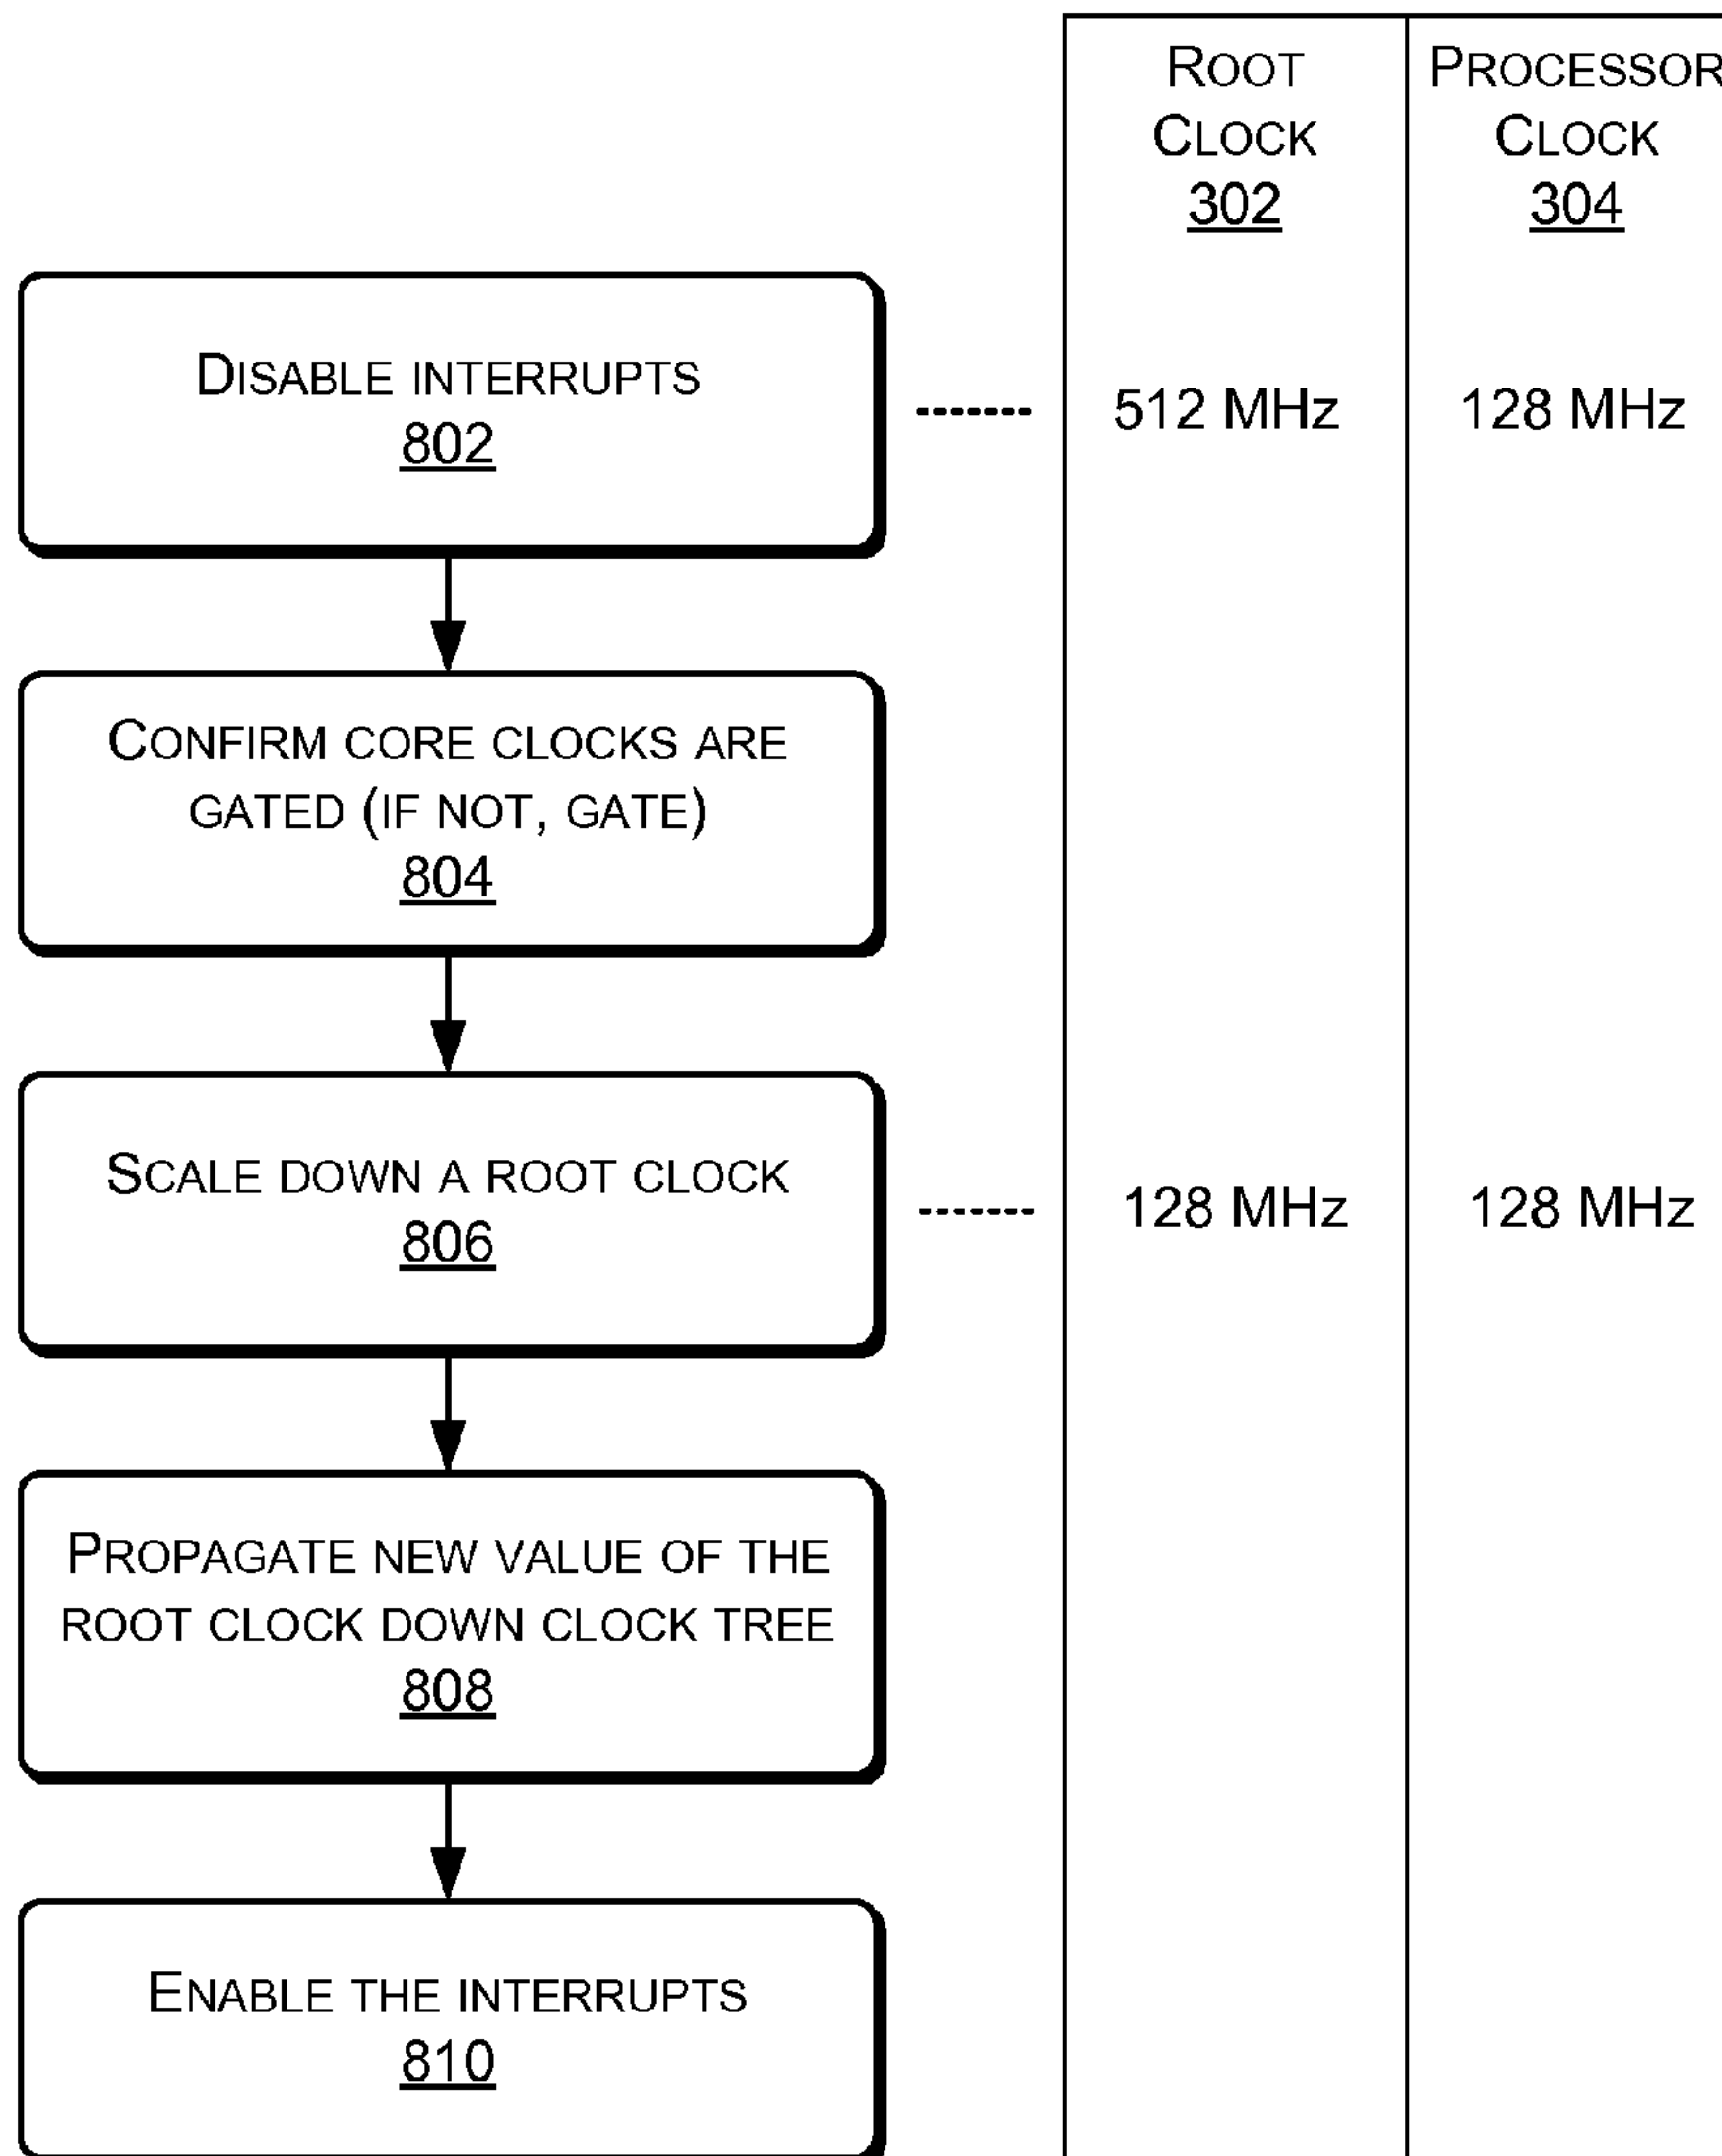 ROOT
CLOCK
302
PROCESSOR
CLOCK
304
DISABLE INTERRUPTS
802
512 MHz
128 MHz
CONFIRM CORE CLOCKS ARE
GATED (IF NOT, GATE)
804
SCALE DOWN A ROOT CLOCK
806
128 MHz
128 MHz
PROPAGATE NEW VALUE OF THE
ROOT CLOCK DOWN CLOCK TREE
808
ENABLE THE INTERRUPTS
810